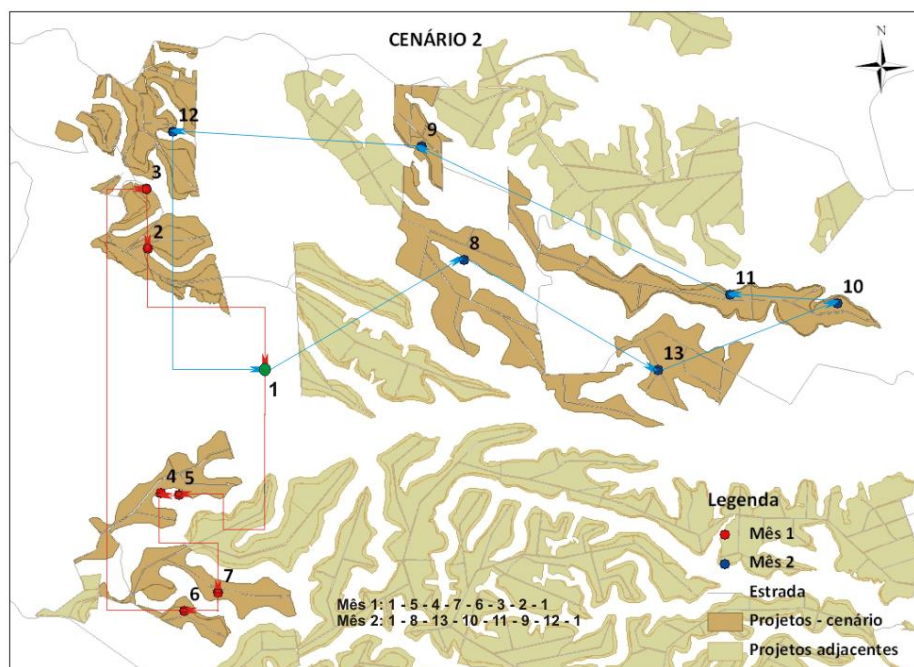 CENÁRIO 2
N
12
9
3
2
8
11
10
13
1
4 5
7
6
Legenda
Mês 1
Mês 2
Estrada
Projetos - cenário
Projetos adjacentes
Mês 1: 1 - 5 - 4 - 7 - 6 - 3 - 2 - 1
Mês 2: 1 - 8 - 13 - 10 - 11 - 9 - 12 - 1